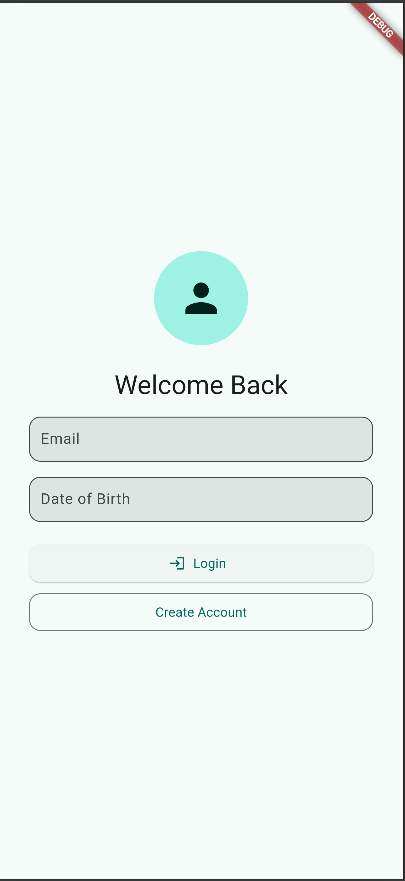 DEBUG
Welcome Back
Email
Date of Birth
Login
Create Account